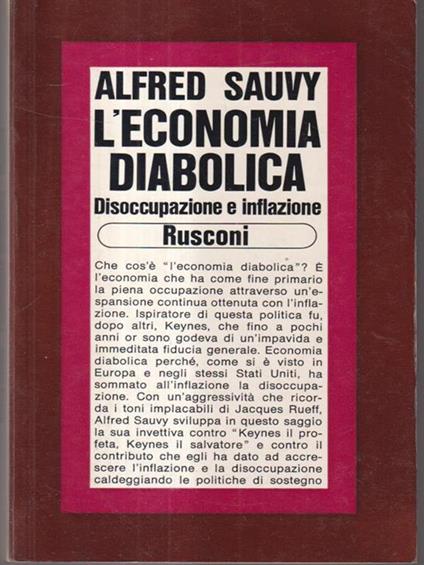 ALFRED SAUVY
L'ECONOMIA
DIABOLICA
Disoccupazione e inflazione
Rusconi
Che cos'è "l'economia diabolica"? È
l'economia che ha come fine primario
la piena occupazione attraverso un'e-
spansione continua ottenuta con l'infla-
zione. Ispiratore di questa politica fu,
dopo altri, Keynes, che fino a pochi
anni or sono godeva di un'impavida e
immeditata fiducia generale. Economia
diabolica perché, come si è visto in
Europa e negli stessi Stati Uniti, ha
sommato all'inflazione la disoccupa-
zione. Con un'aggressività che ricor-
da i toni implacabili di Jacques Rueff,
Alfred Sauvy sviluppa in questo saggio
la sua invettiva contro "Keynes il pro-
feta, Keynes il salvatore" e contro il
contributo che egli ha dato ad accre-
scere l'inflazione e la disoccupazione
caldeggiando le politiche di sostegno